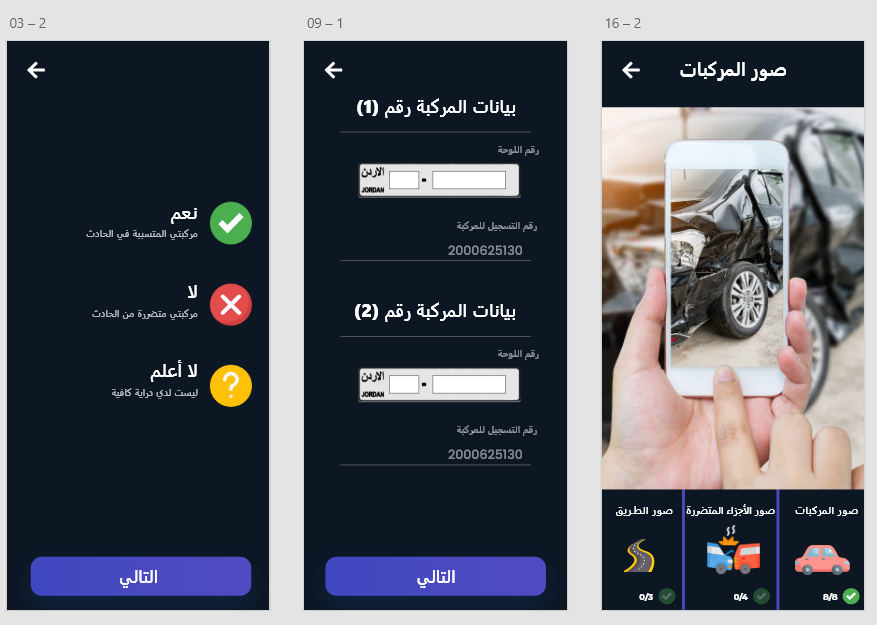 03 – 2
نعم
مركبتي المتسببة في الحادث
لا
مركبتي متضررة من الحادث
لا أعلم
ليست لدي دراية كافية
التالي
09 – 1
بيانات المركبة رقم (1)
رقم اللوحة
الاردن
JORDAN
-
رقم التسجيل للمركبة
2000625130
بيانات المركبة رقم (2)
رقم اللوحة
الاردن
JORDAN
-
رقم التسجيل للمركبة
2000625130
التالي
16 – 2
صور المركبات
صور المركبات
8/8
صور الأجزاء المتضررة
0/4
صور الطريق
0/3